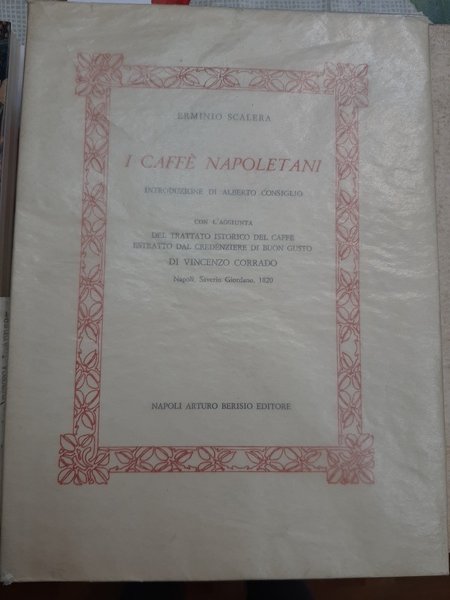 ERMINIO SCALERA
I CAFFÈ NAPOLETANI
INTRODUZIONE DI ALBERTO CONSIGLIO
CON L'AGGIUNTA
DEL TRATTATO ISTORICO DEL CAFFE
ESTRATTO DAL CREDENZIERE DI BUON GUSTO
DI VINCENZO CORRADO
Napoli, Saverio Giordano, 1820
NAPOLI ARTURO BERISIO EDITORE